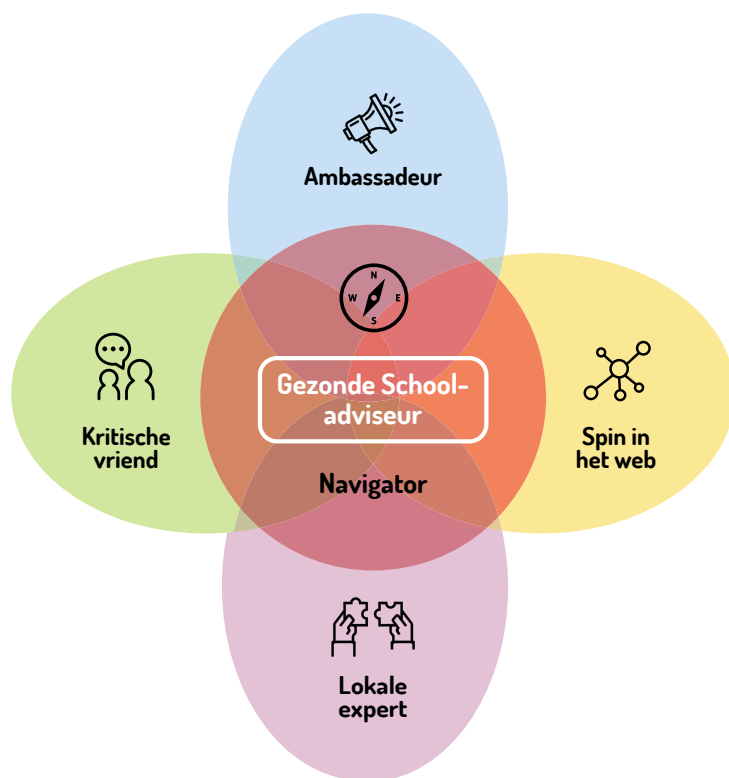 Ambassadeur
N
W E
S
Gezonde School-
adviseur
Kritische
vriend
Spin in
het web
Navigator
Lokale
expert